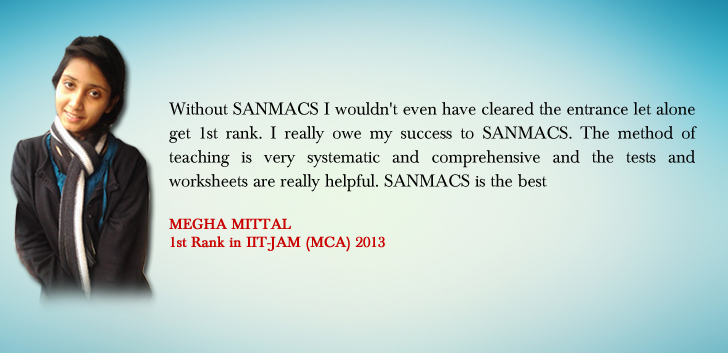 Without SANMACS I wouldn't even have cleared the entrance let alone
get 1st rank. I really owe my success to SANMACS. The method of
teaching is very systematic and comprehensive and the tests and
worksheets are really helpful. SANMACS is the best
MEGHA MITTAL
1st Rank in IIT-JAM (MCA) 2013